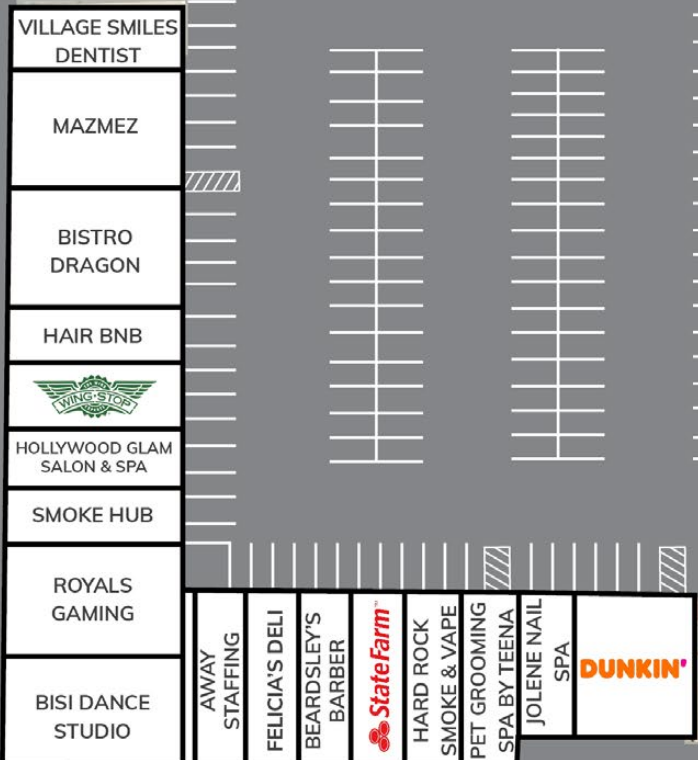 VILLAGE SMILES
DENTIST
MAZMEZ
BISTRO
DRAGON
HAIR BNB
WING·STOP
HOLLYWOOD GLAM
SALON & SPA
SMOKE HUB
ROYALS
GAMING
BISI DANCE
STUDIO
AWAY
STAFFING
FELICIA'S DELI
BEARDSLEY'S
BARBER
StateFarm™
HARD ROCK
SMOKE & VAPE
PET GROOMING
SPA BY TEENA
JOLENE NAIL
SPA
DUNKIN'